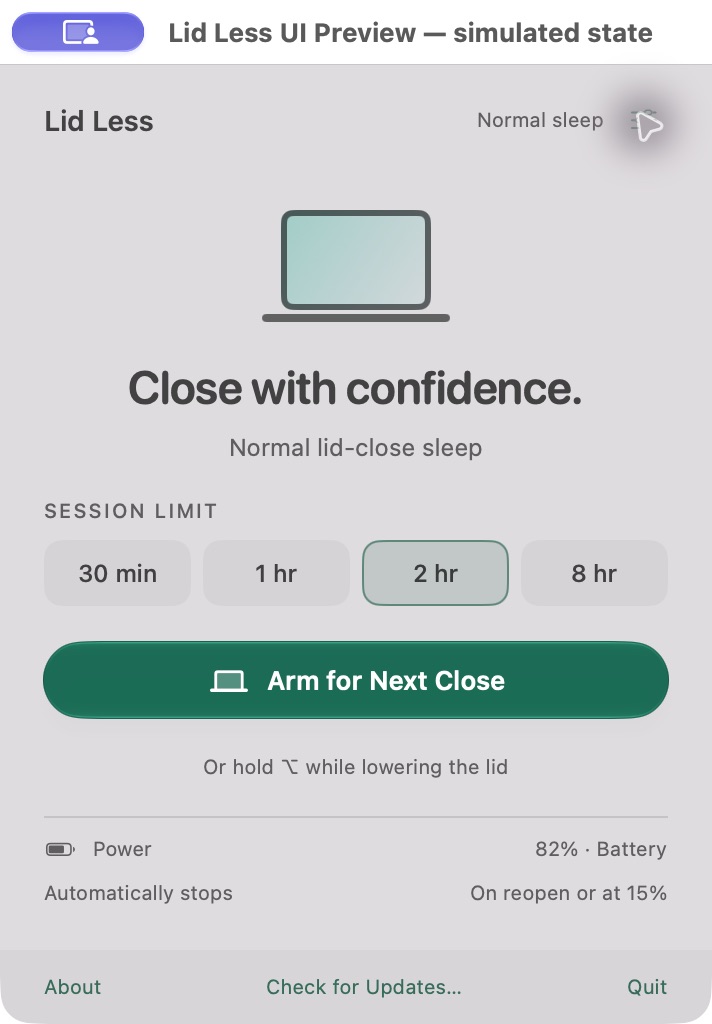 Lid Less UI Preview — simulated state
Lid Less
Normal sleep
Close with confidence.
Normal lid-close sleep
SESSION LIMIT
30 min
1 hr
2 hr
8 hr
Arm for Next Close
Or hold ⌥ while lowering the lid
Power
82% · Battery
Automatically stops
On reopen or at 15%
About
Check for Updates…
Quit